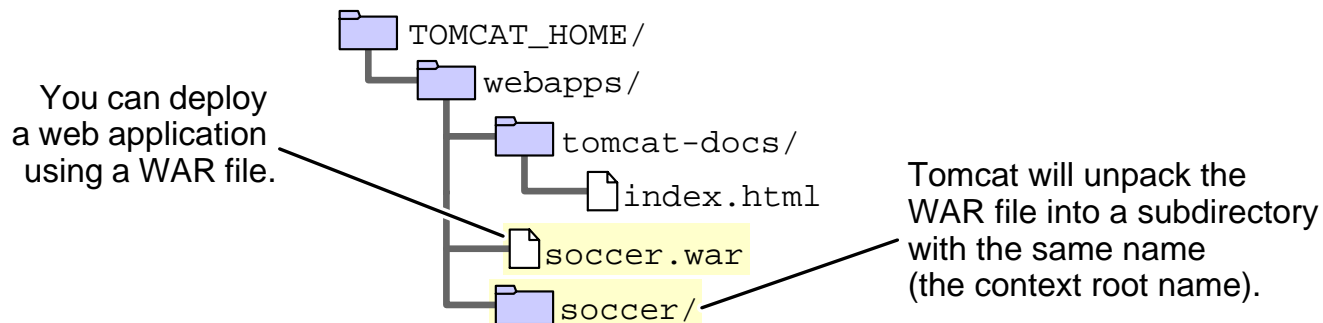 TOMCAT_HOME/
webapps/
You can deploy
a web application
using a WAR file.
tomcat-docs/
index.html
soccer.war
soccer/
Tomcat will unpack the
WAR file into a subdirectory
with the same name
(the context root name).